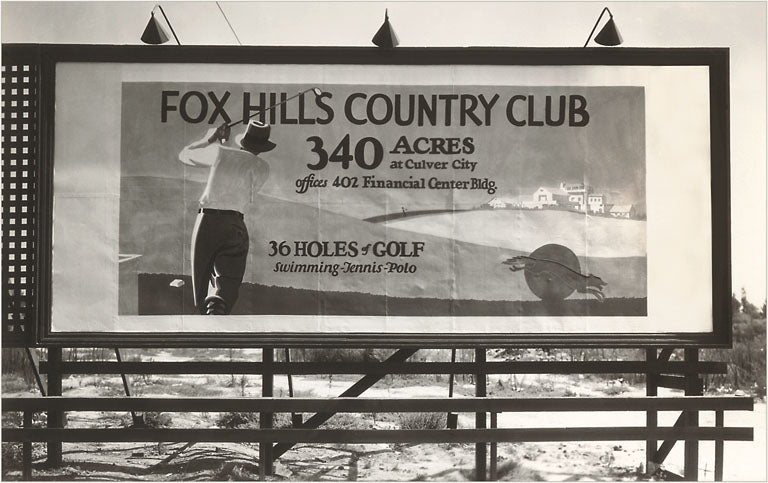 FOX HILLS COUNTRY CLUB
340 ACRES
at Culver City
offices 402 Financial Center Bldg.
36 HOLES of GOLF
Swimming-Tennis-Polo